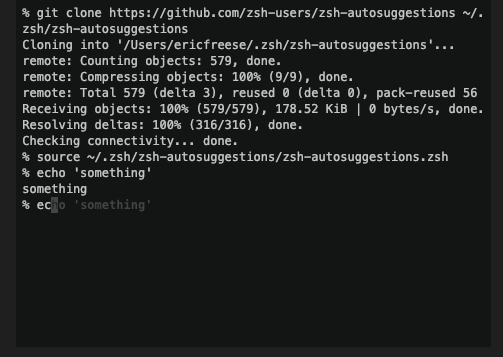 % git clone https://github.com/zsh-users/zsh-autosuggestions ~/.
zsh/zsh-autosuggestions
Cloning into '/Users/ericfreese/.zsh/zsh-autosuggestions'...
remote: Counting objects: 579, done.
remote: Compressing objects: 100% (9/9), done.
remote: Total 579 (delta 3), reused 0 (delta 0), pack-reused 56
Receiving objects: 100% (579/579), 178.52 KiB | 0 bytes/s, done.
Resolving deltas: 100% (316/316), done.
Checking connectivity... done.
% source ~/.zsh/zsh-autosuggestions/zsh-autosuggestions.zsh
% echo 'something'
something
% echo 'something'